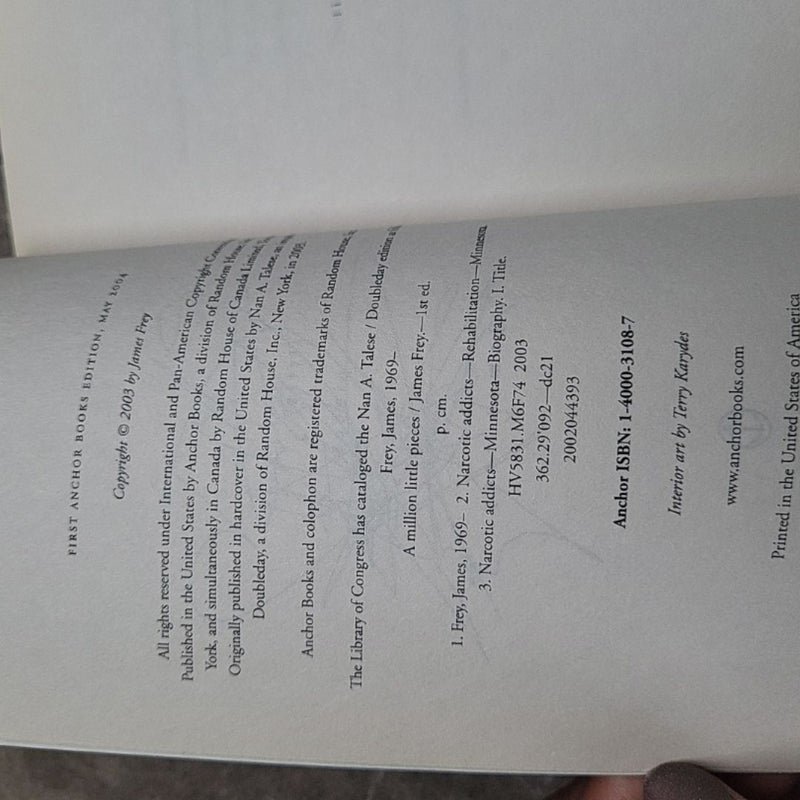 FIRST ANCHOR BOOKS EDITION, MAY 2004
Copyright © 2003 by James Frey
All rights reserved under International and Pan-American Copyright
Published in the United States by Anchor Books, a division of Random House,
York, and simultaneously in Canada by Random House of Canada Limited,
Originally published in hardcover in the United States by Nan A. Talese, an
Doubleday, a division of Random House, Inc., New York, in 2003.
Anchor Books and colophon are registered trademarks of Random House,
The Library of Congress has cataloged the Nan A. Talese / Doubleday edition
Frey, James, 1969–
A million little pieces / James Frey.—1st ed.
p. cm.
1. Frey, James, 1969– 2. Narcotic addicts—Rehabilitation—Minnesota
3. Narcotic addicts—Minnesota—Biography. I. Title.
HV5831.M6F74 2003
362.29'092—dc21
2002044393
Anchor ISBN: 1-4000-3108-7
Interior art by Terry Karydes
www.anchorbooks.com
Printed in the United States of America